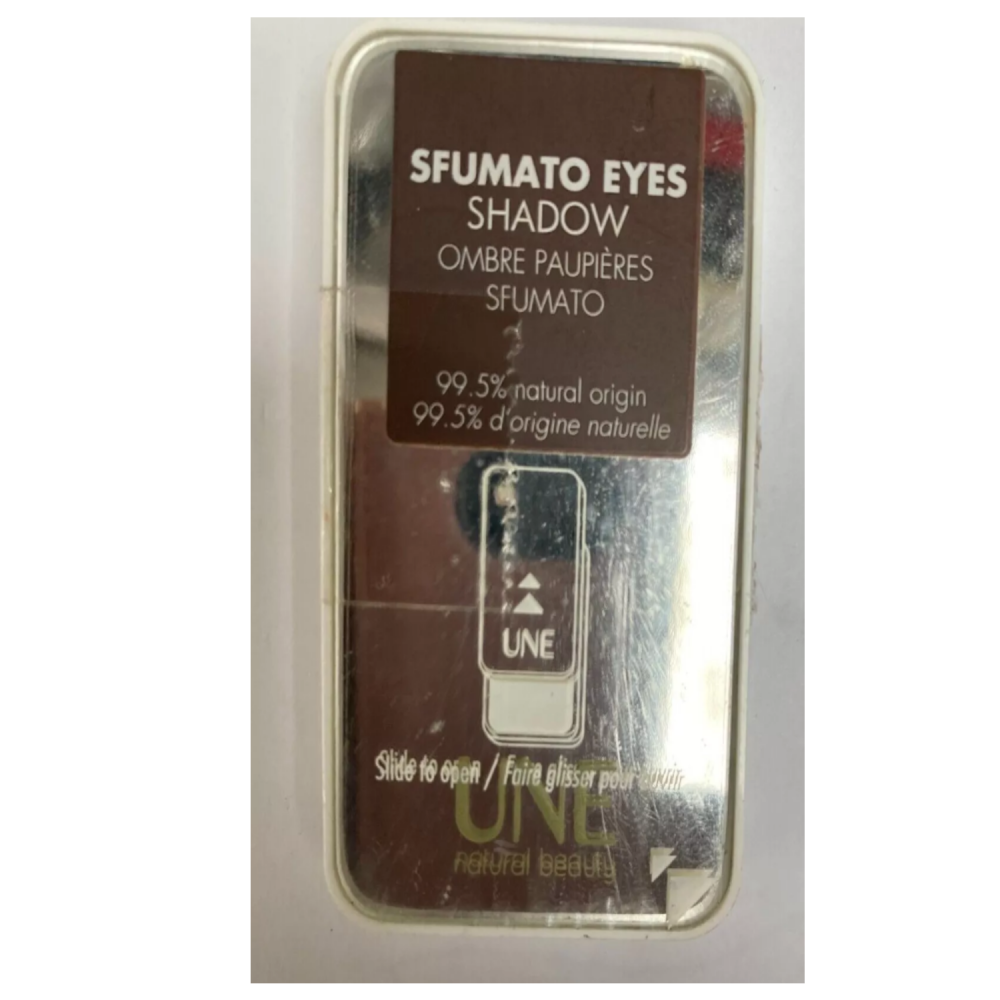 SFUMATO EYES
SHADOW
OMBRE PAUPIÈRES
SFUMATO
99.5% natural origin
99.5% d'origine naturelle
UNE
Slide to open / Faire glisser pour ouvrir
UNE
natural beauty